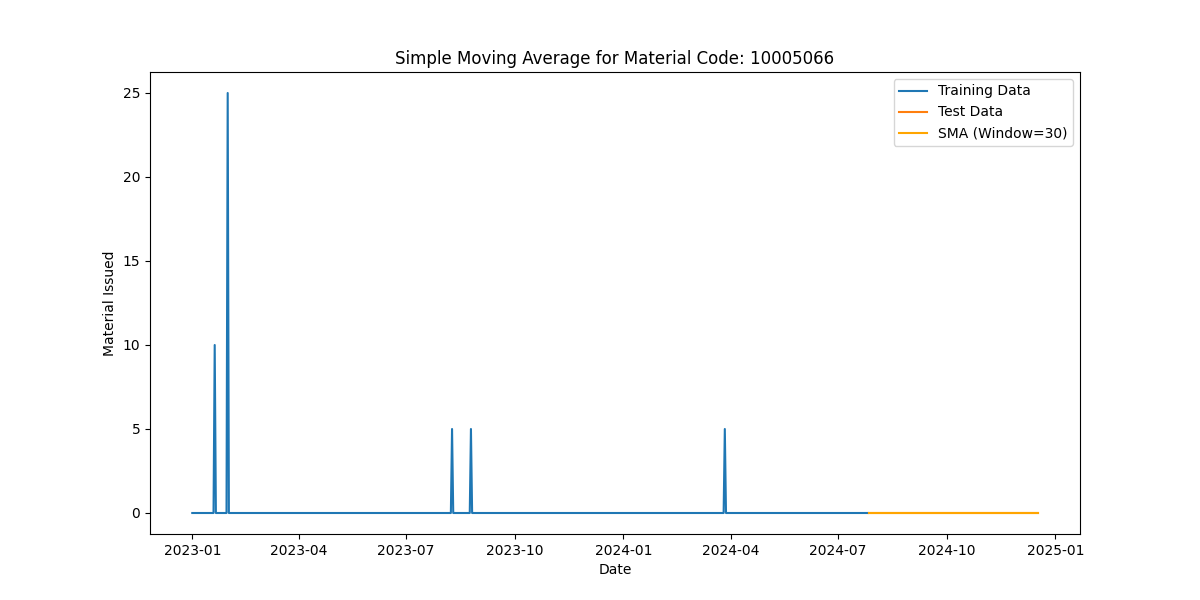 Simple Moving Average for Material Code: 10005066
Training Data
Test Data
SMA (Window=30)
Material Issued
25
20
15
10
5
0
2023-01 2023-04 2023-07 2023-10 2024-01 2024-04 2024-07 2024-10 2025-01
Date